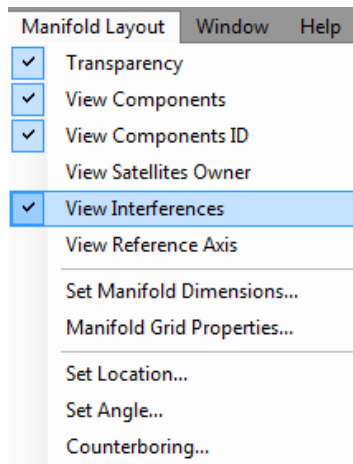 Manifold Layout Window Help
Transparency
View Components
View Components ID
View Satellites Owner
View Interferences
View Reference Axis
Set Manifold Dimensions...
Manifold Grid Properties...
Set Location...
Set Angle...
Counterboring...